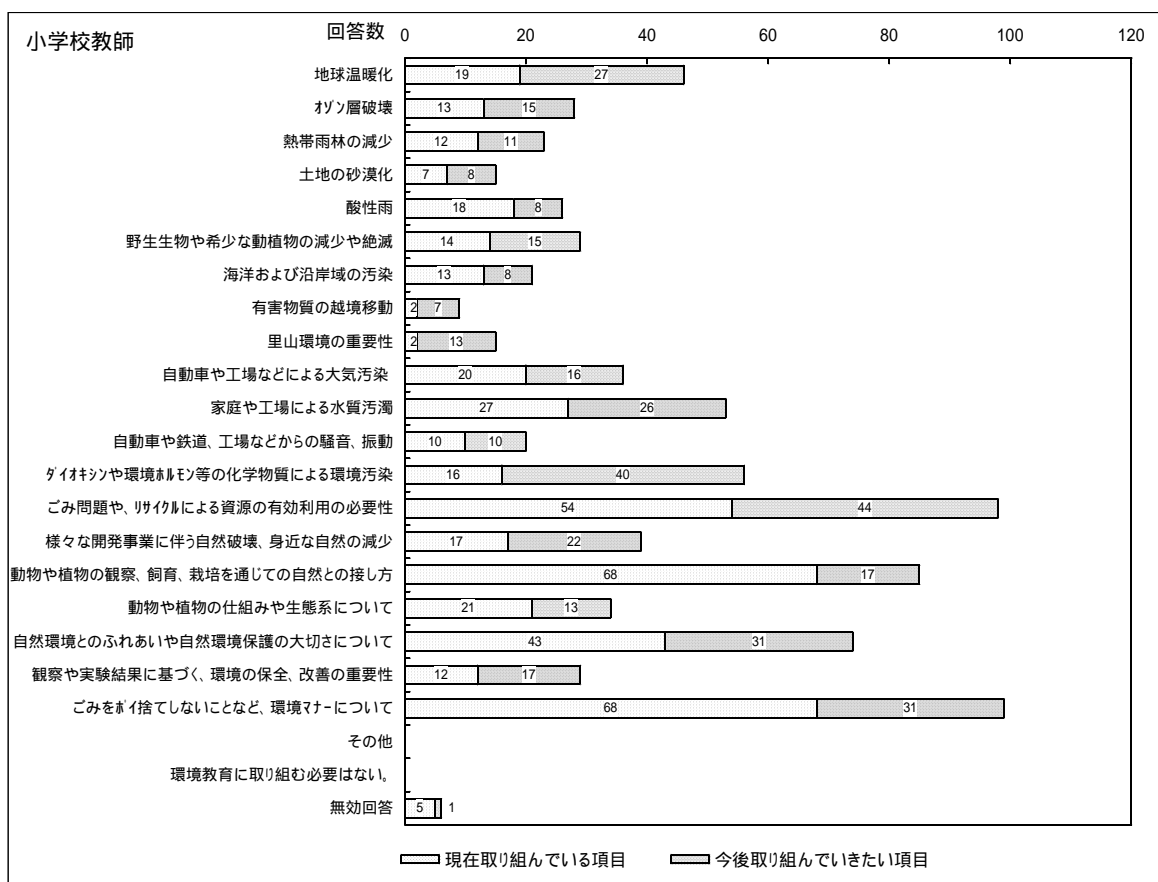 小学校教師
回答数
0 20 40 60 80 100 120
地球温暖化 19 27
ｵｿﾞﾝ層破壊 13 15
熱帯雨林の減少 12 11
土地の砂漠化 7 8
酸性雨 18 8
野生生物や希少な動植物の減少や絶滅 14 15
海洋および沿岸域の汚染 13 8
有害物質の越境移動 2 7
里山環境の重要性 2 13
自動車や工場などによる大気汚染 20 16
家庭や工場による水質汚濁 27 26
自動車や鉄道、工場などからの騒音、振動 10 10
ﾀﾞｲｵｷｼﾝや環境ﾎﾙﾓﾝ等の化学物質による環境汚染 16 40
ごみ問題や、ﾘｻｲｸﾙによる資源の有効利用の必要性 54 44
様々な開発事業に伴う自然破壊、身近な自然の減少 17 22
動物や植物の観察、飼育、栽培を通じての自然との接し方 68 17
動物や植物の仕組みや生態系について 21 13
自然環境とのふれあいや自然環境保護の大切さについて 43 31
観察や実験結果に基づく、環境の保全、改善の重要性 12 17
ごみをﾎﾟｲ捨てしないことなど、環境ﾏﾅｰについて 68 31
その他
環境教育に取り組む必要はない。
無効回答 5 1
現在取り組んでいる項目 今後取り組んでいきたい項目